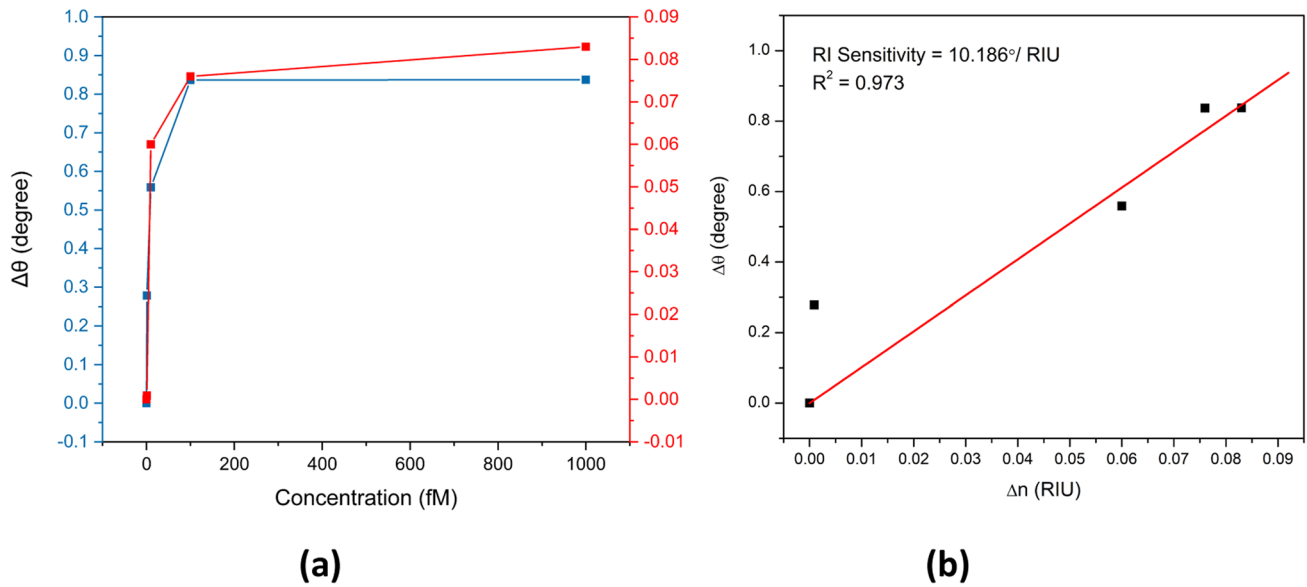 1.0
0.9
0.8
0.7
0.6
0.5
0.4
0.3
0.2
0.1
0.0
-0.1
Δθ (degree)
0.09
0.08
0.07
0.06
0.05
0.04
0.03
0.02
0.01
0.00
-0.01
0 200 400 600 800 1000
Concentration (fM)
(a)
RI Sensitivity = 10.186°/ RIU
R² = 0.973
1.0
0.8
0.6
0.4
0.2
0.0
Δθ (degree)
0.00 0.01 0.02 0.03 0.04 0.05 0.06 0.07 0.08 0.09
Δn (RIU)
(b)